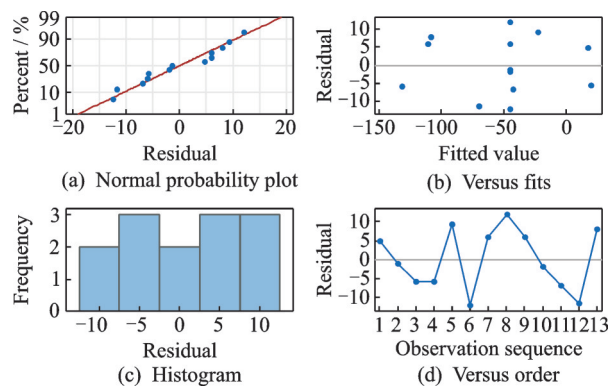 Percent / %
99
90
50
10
1
−20 −10 0 10 20
Residual
(a) Normal probability plot
Residual
10
5
0
−5
−10
−150 −100 −50 0
Fitted value
(b) Versus fits
Frequency
3
2
1
0
−10 −5 0 5 10
Residual
(c) Histogram
Residual
10
5
0
−5
−10
1 2 3 4 5 6 7 8 9 10 11 12 13
Observation sequence
(d) Versus order